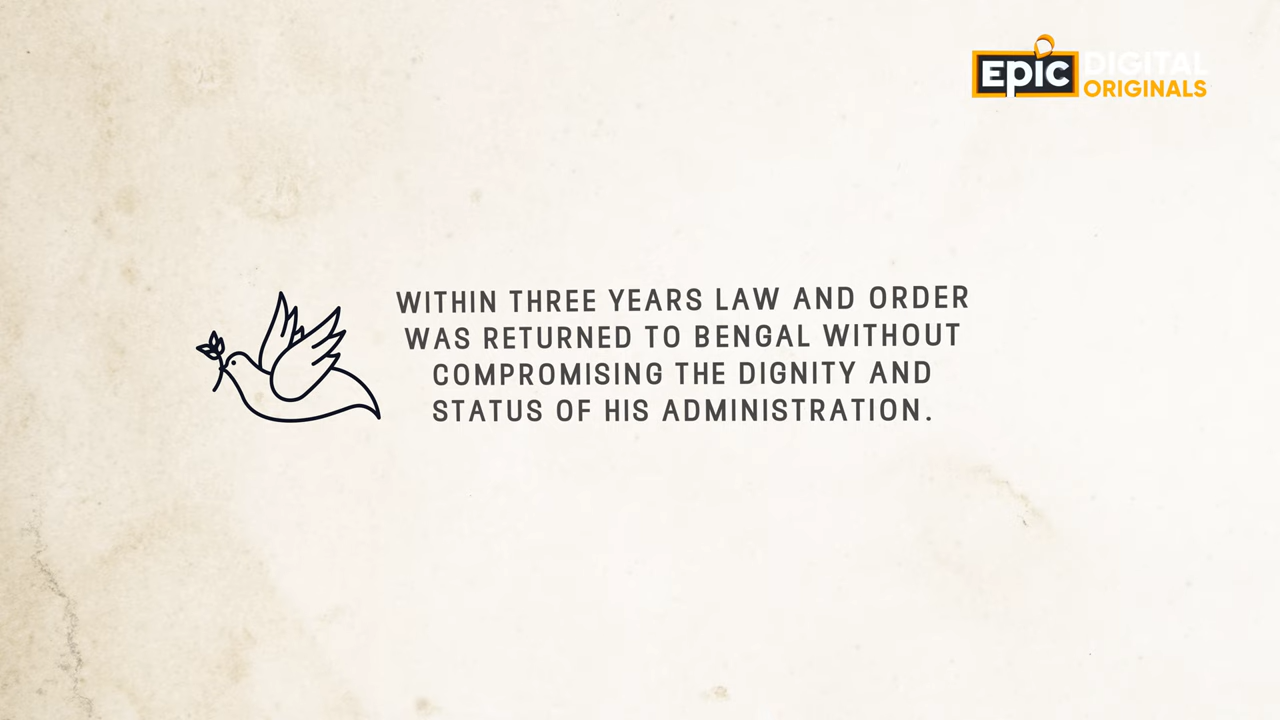 EPIC DIGITAL
ORIGINALS
WITHIN THREE YEARS LAW AND ORDER
WAS RETURNED TO BENGAL WITHOUT
COMPROMISING THE DIGNITY AND
STATUS OF HIS ADMINISTRATION.